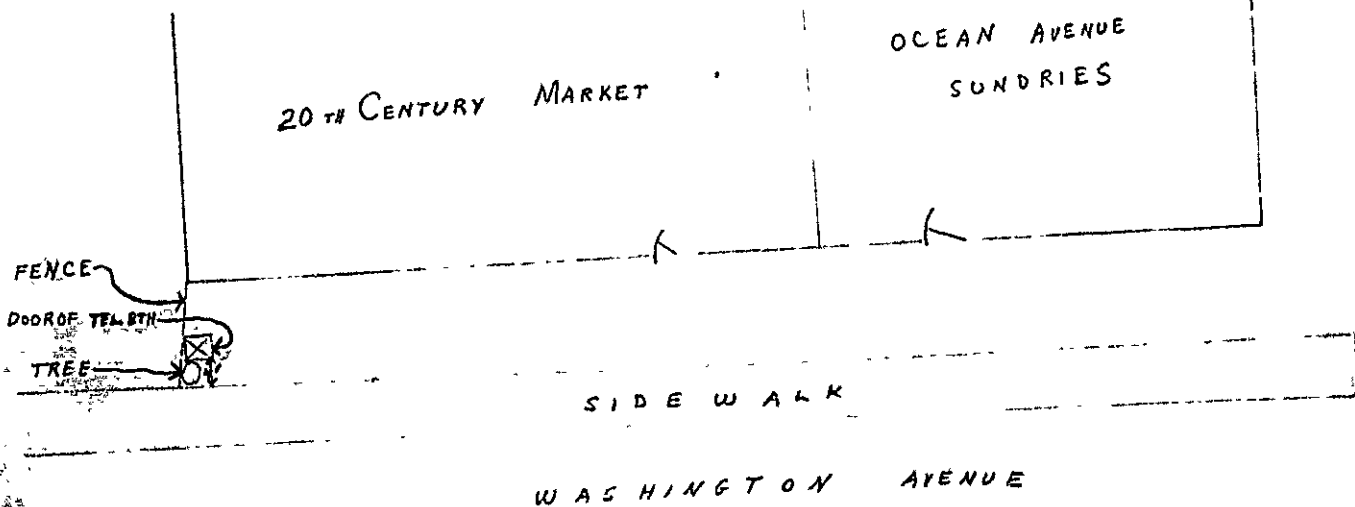 OCEAN AVENUE
SUNDRIES
20TH CENTURY MARKET
FENCE
DOOR OF TEL BTH
TREE
SIDEWALK
WASHINGTON AVENUE